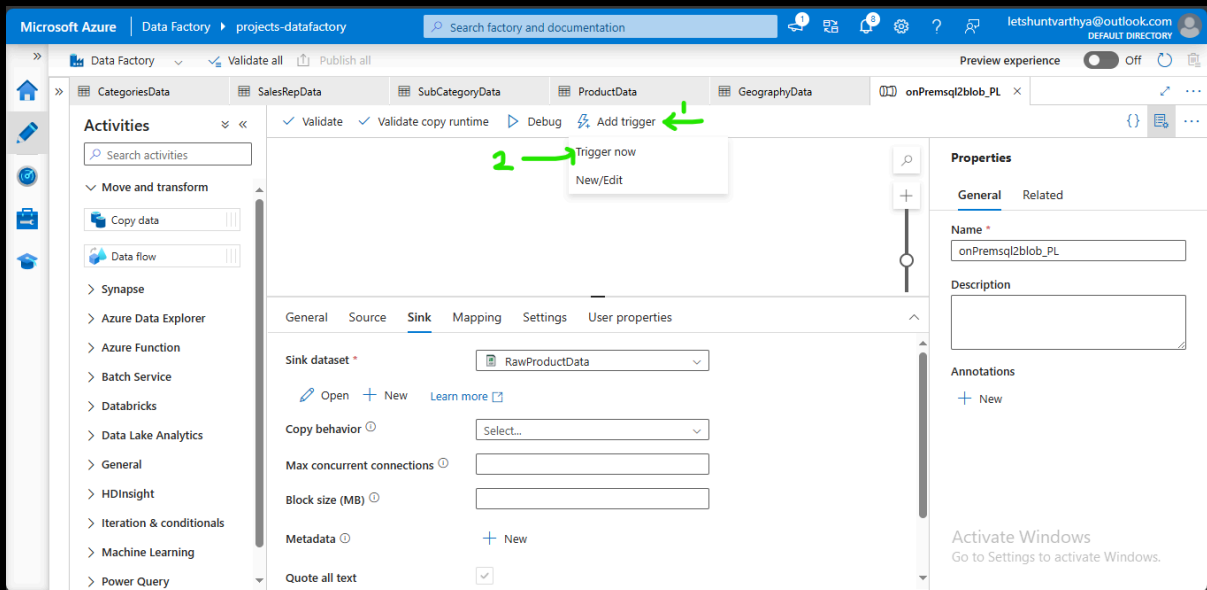 Microsoft Azure Data Factory projects-datafactory Search factory and documentation 1 8 letshuntvarthya@outlook.com
DEFAULT DIRECTORY
Data Factory Validate all Publish all Preview experience Off
CategoriesData SalesRepData SubCategoryData ProductData GeographyData onPremsql2blob_PL
Activities Validate Validate copy runtime Debug Add trigger 1
Search activities 2 Trigger now Properties
Move and transform New/Edit General Related
Copy data Name *
Data flow onPremsql2blob_PL
Synapse Description
Azure Data Explorer General Source Sink Mapping Settings User properties
Azure Function Sink dataset * RawProductData
Batch Service Annotations
Databricks Open New Learn more New
Data Lake Analytics Copy behavior Select...
General Max concurrent connections
HDInsight Block size (MB)
Iteration & conditionals Metadata New Activate Windows
Machine Learning Go to Settings to activate Windows.
Power Query Quote all text